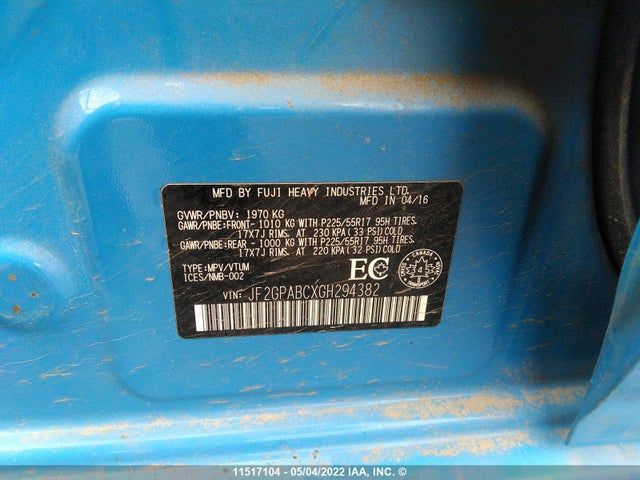 MFD BY FUJI HEAVY INDUSTRIES LTD.
MFD IN 04/16
GVWR/PNBV: 1970 KG
GAWR/PNBE:FRONT- 1010 KG WITH P225/55R17 95H TIRES.
17X7J RIMS. AT 230 KPA (33 PSI)COLD
GAWR/PNBE:REAR - 1000 KG WITH P225/55R17 95H TIRES.
17X7J RIMS. AT 220 KPA (32 PSI)COLD
TYPE:MPV/VTUM
ICES/NMB-002
EC
CANADA
VIN: JF2GPABCXGH294382
11517104 - 05/04/2022 IAA, INC. ©